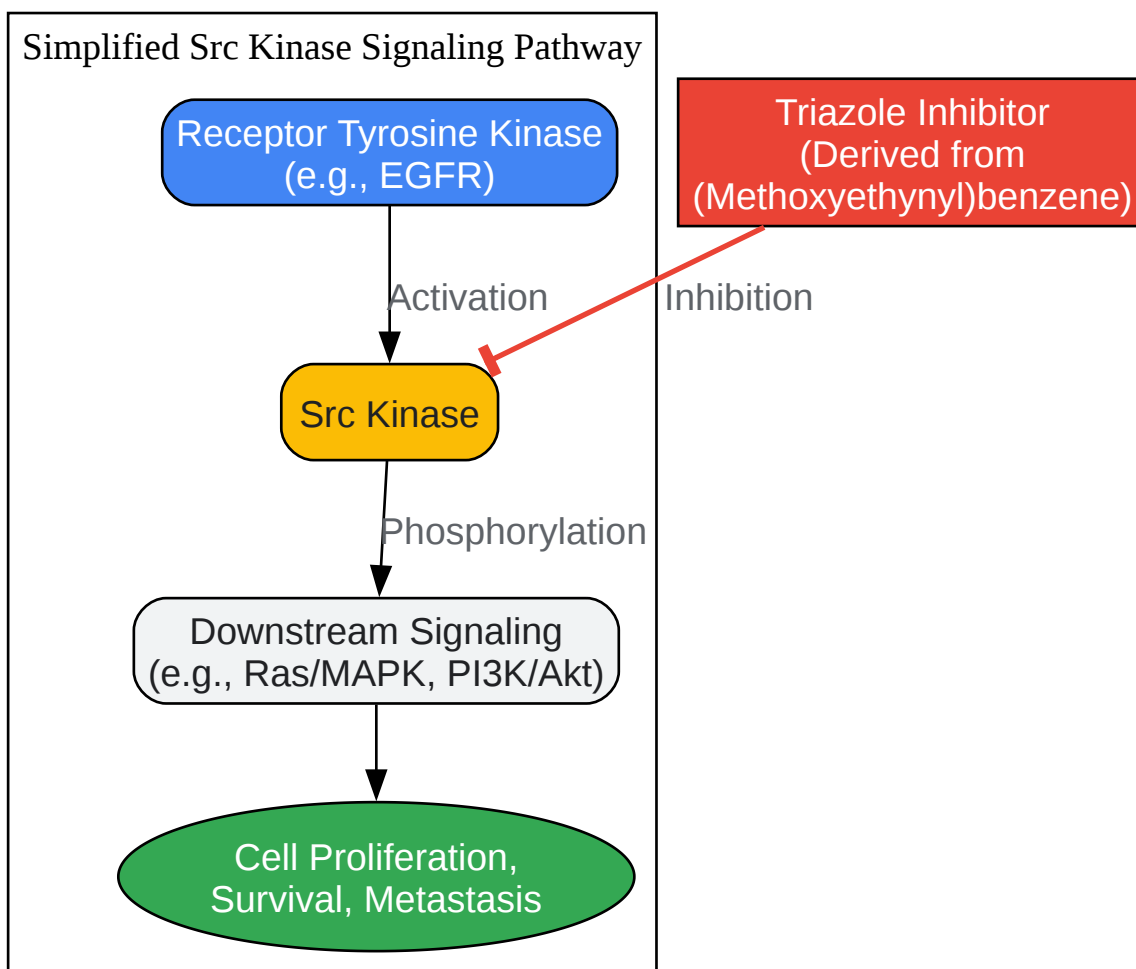 Simplified Src Kinase Signaling Pathway
Receptor Tyrosine Kinase
(e.g., EGFR)
Triazole Inhibitor
(Derived from
(Methoxyethynyl)benzene)
Activation
Inhibition
Src Kinase
Phosphorylation
Downstream Signaling
(e.g., Ras/MAPK, PI3K/Akt)
Cell Proliferation,
Survival, Metastasis